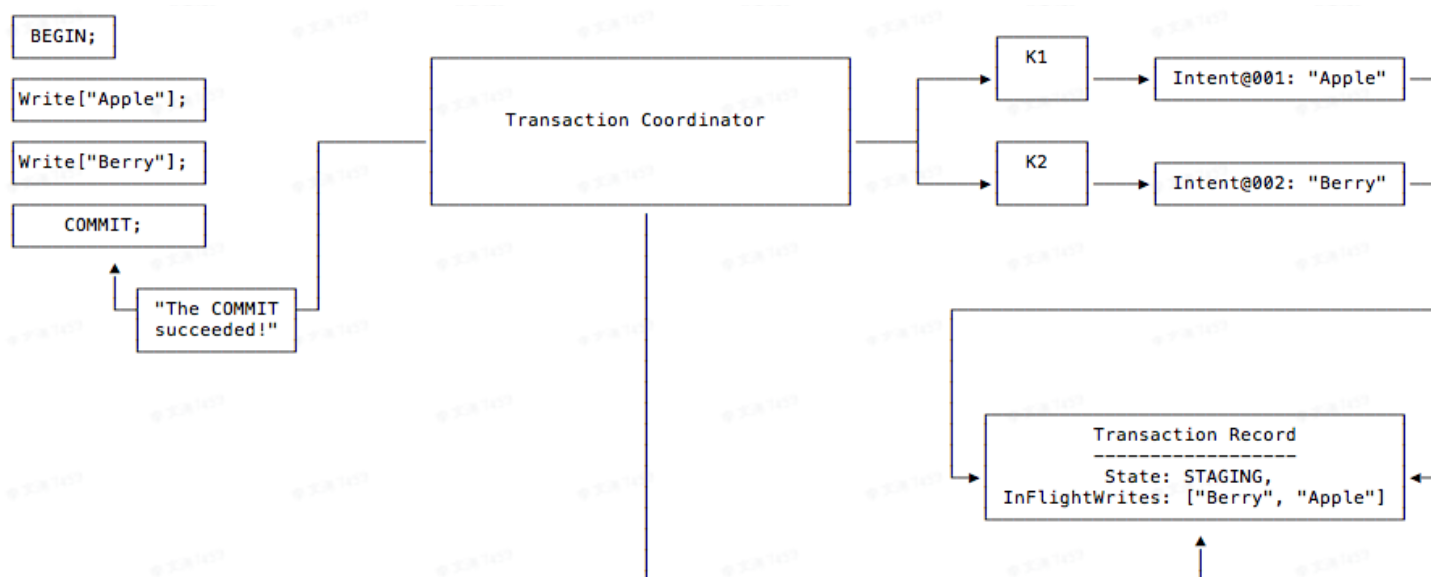 BEGIN;
Write["Apple"];
Write["Berry"];
COMMIT;
"The COMMIT
succeeded!"
Transaction Coordinator
K1
Intent@001: "Apple"
K2
Intent@002: "Berry"
Transaction Record
------------------
State: STAGING,
InFlightWrites: ["Berry", "Apple"]